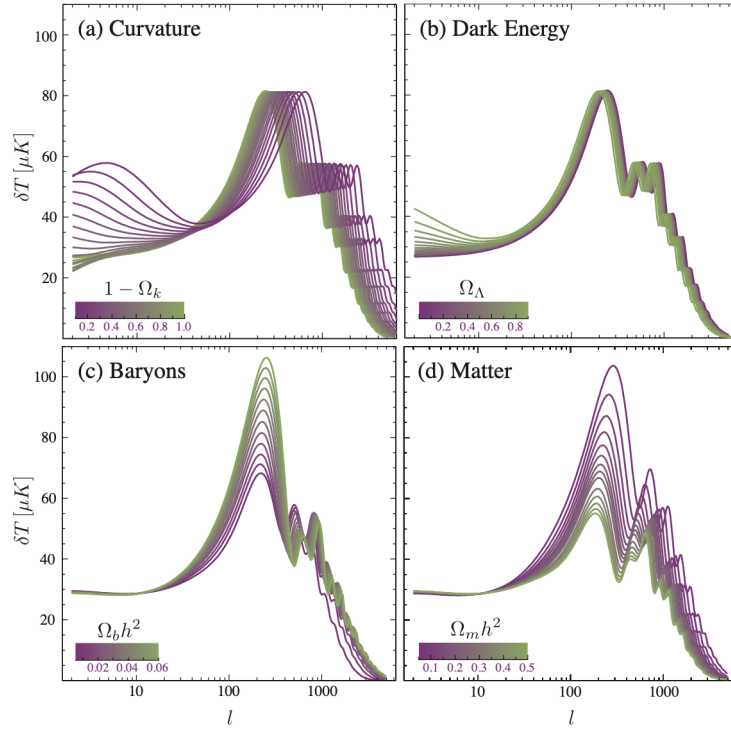 (a) Curvature
(b) Dark Energy
100
80
60
40
20
δT [μK]
1 − Ω_k
0.2 0.4 0.6 0.8 1.0
Ω_Λ
0.2 0.4 0.6 0.8
(c) Baryons
(d) Matter
100
80
60
40
20
δT [μK]
Ω_b h²
0.02 0.04 0.06
Ω_m h²
0.1 0.2 0.3 0.4 0.5
10 100 1000
10 100 1000
l
l